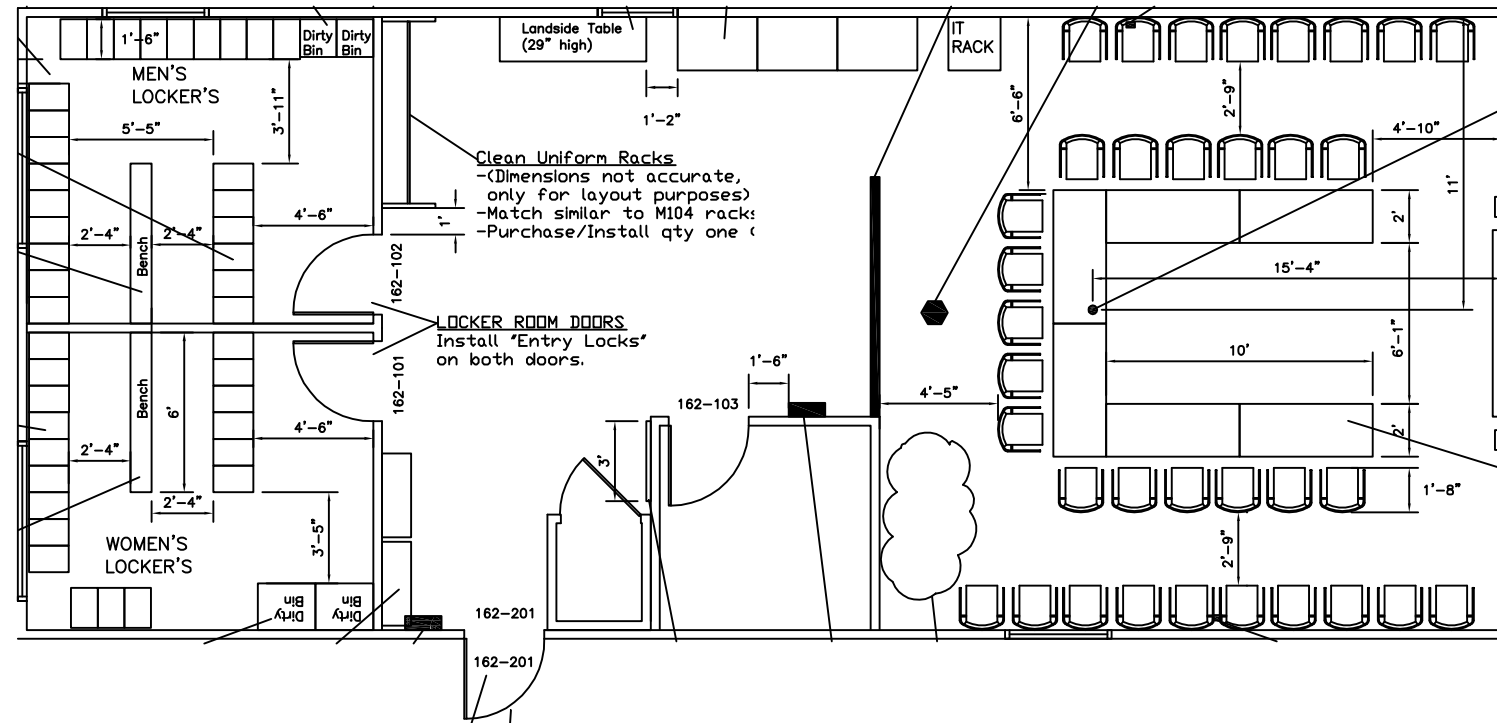 Dirty Bin
Dirty Bin
1'-6"
MEN'S
LOCKER'S
3'-11"
5'-5"
2'-4"
Bench
2'-4"
4'-6"
1'
162-102
Landside Table
(29" high)
1'-2"
Clean Uniform Racks
-(Dimensions not accurate,
only for layout purposes)
-Match similar to M104 racks
-Purchase/Install qty one
LOCKER ROOM DOORS
Install "Entry Locks"
on both doors.
162-101
Bench
6'
2'-4"
4'-6"
2'-4"
3'-5"
WOMEN'S
LOCKER'S
Dirty Bin
Dirty Bin
162-201
162-201
3'
162-103
1'-6"
4'-5"
IT
RACK
6'-6"
2'-9"
4'-10"
11'
2'
15'-4"
6'-1"
10'
2'
1'-8"
2'-9"